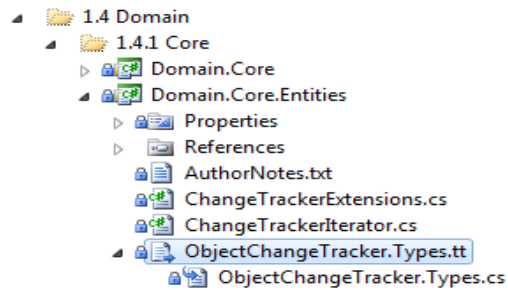 1.4 Domain
1.4.1 Core
Domain.Core
Domain.Core.Entities
Properties
References
AuthorNotes.txt
ChangeTrackerExtensions.cs
ChangeTrackerIterator.cs
ObjectChangeTracker.Types.tt
ObjectChangeTracker.Types.cs